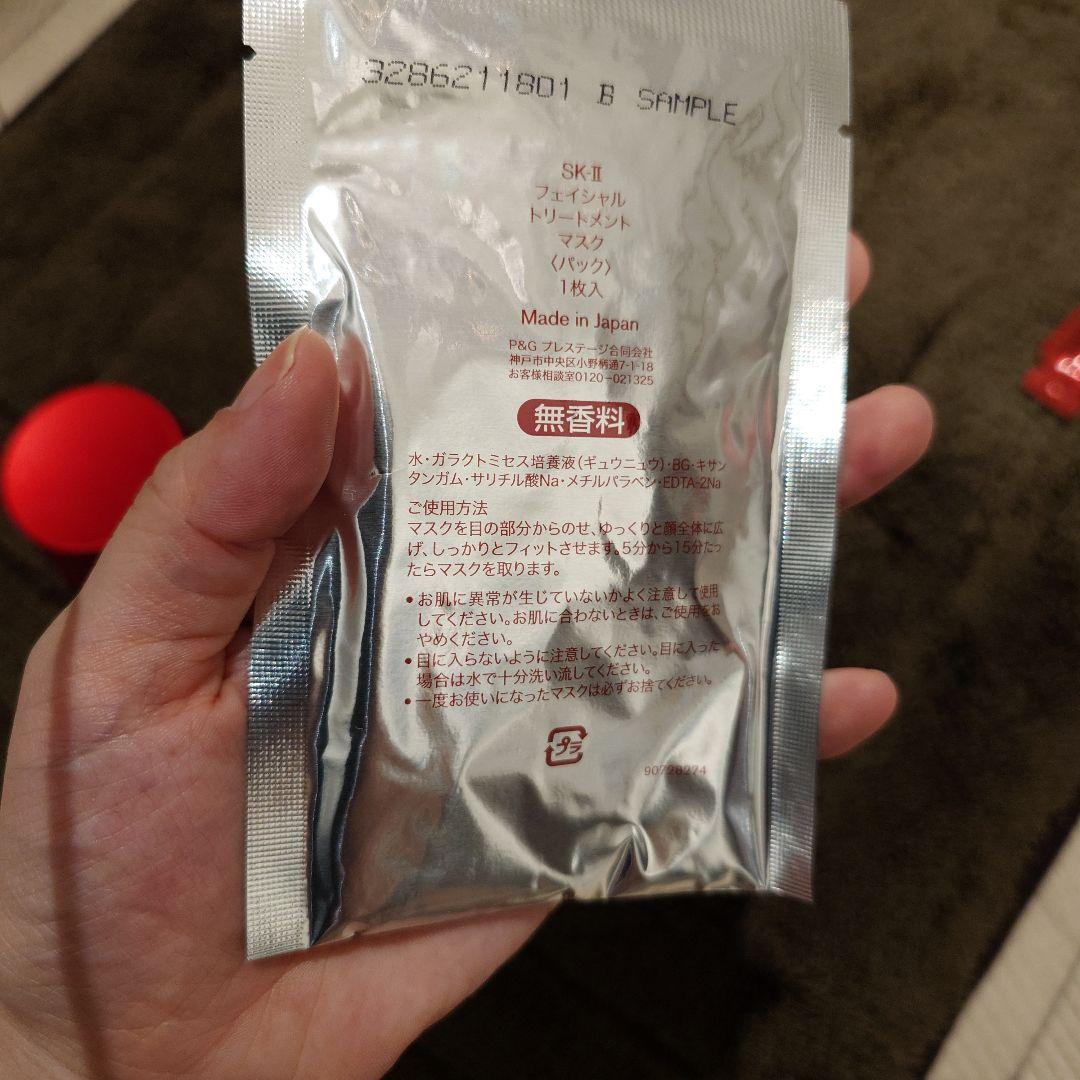 3286211801 B SAMPLE
SK-II
フェイシャル
トリートメント
マスク
〈パック〉
1枚入
Made in Japan
P&G プレステージ合同会社
神戸市中央区小野柄通7-1-18
お客様相談室0120-021325
無香料
水・ガラクトミセス培養液(ギュウニュウ)・BG・キサン
タンガム・サリチル酸Na・メチルパラベン・EDTA-2Na
ご使用方法
マスクを目の部分からのせ、ゆっくりと顔全体に広
げ、しっかりとフィットさせます。5分から15分たっ
たらマスクを取ります。
•お肌に異常が生じていないかよく注意して使用
してください。お肌に合わないときは、ご使用をお
やめください。
•目に入らないように注意してください。目に入った
場合は水で十分洗い流してください。
•一度お使いになったマスクは必ずお捨てください。
プラ
90728274